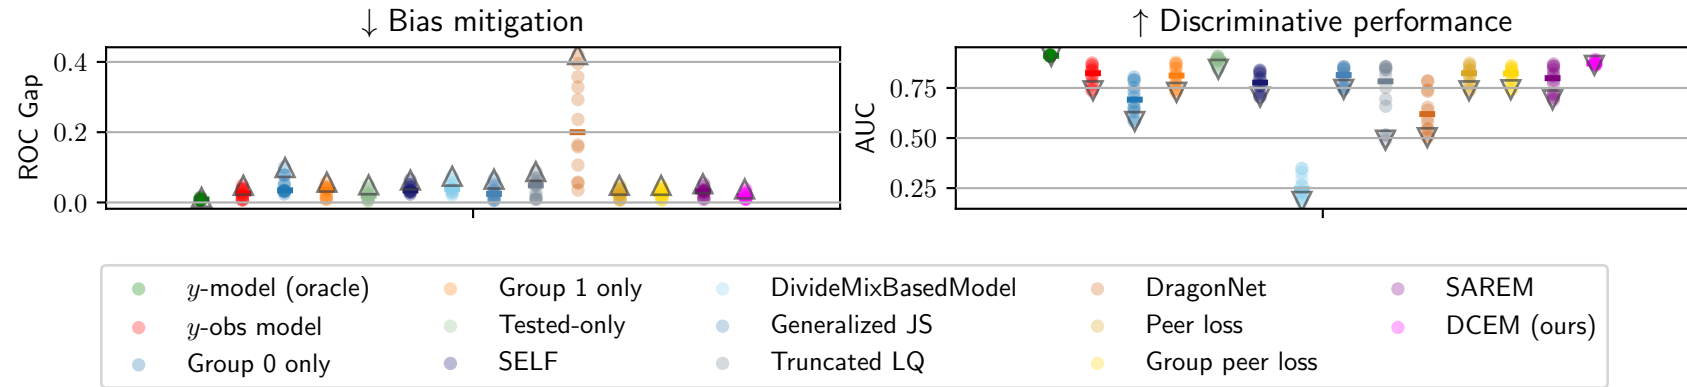 ↓ Bias mitigation
↑ Discriminative performance
ROC Gap
0.4
0.2
0.0
AUC
0.75
0.50
0.25
y-model (oracle)
y-obs model
Group 0 only
Group 1 only
Tested-only
SELF
DivideMixBasedModel
Generalized JS
Truncated LQ
DragonNet
Peer loss
Group peer loss
SAREM
DCEM (ours)